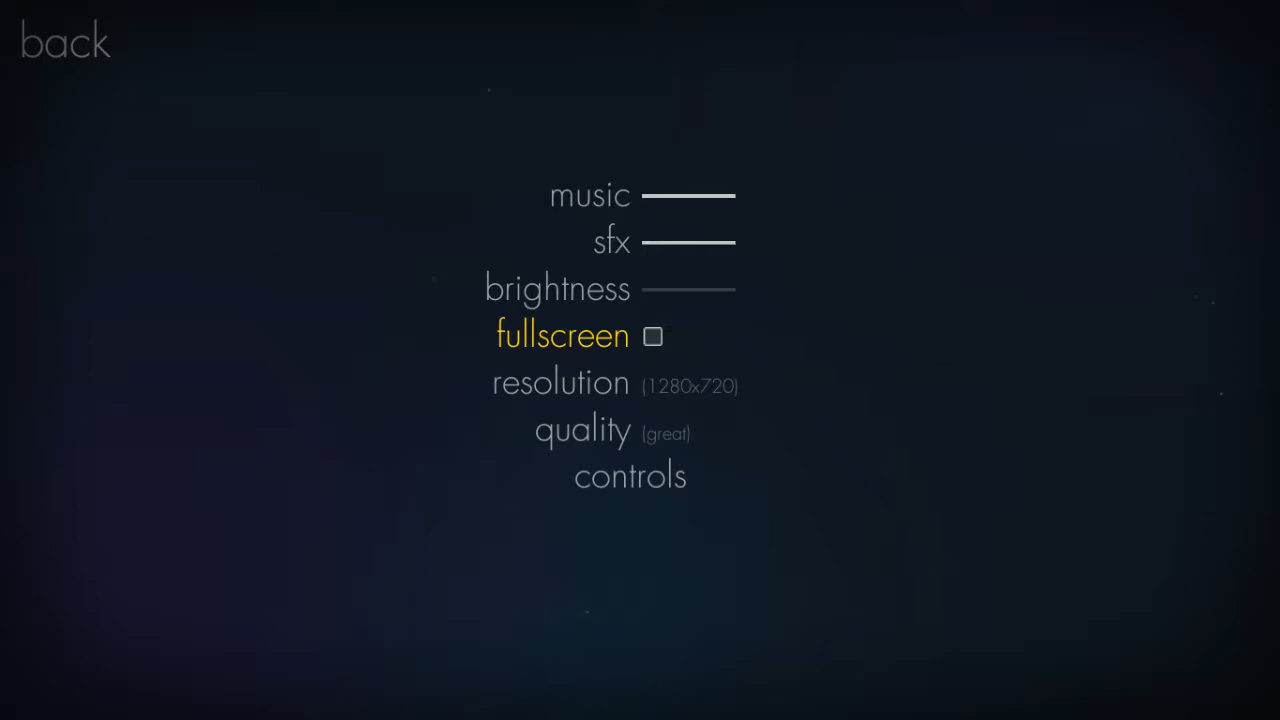 back
music
sfx
brightness
fullscreen
resolution (1280x720)
quality (great)
controls